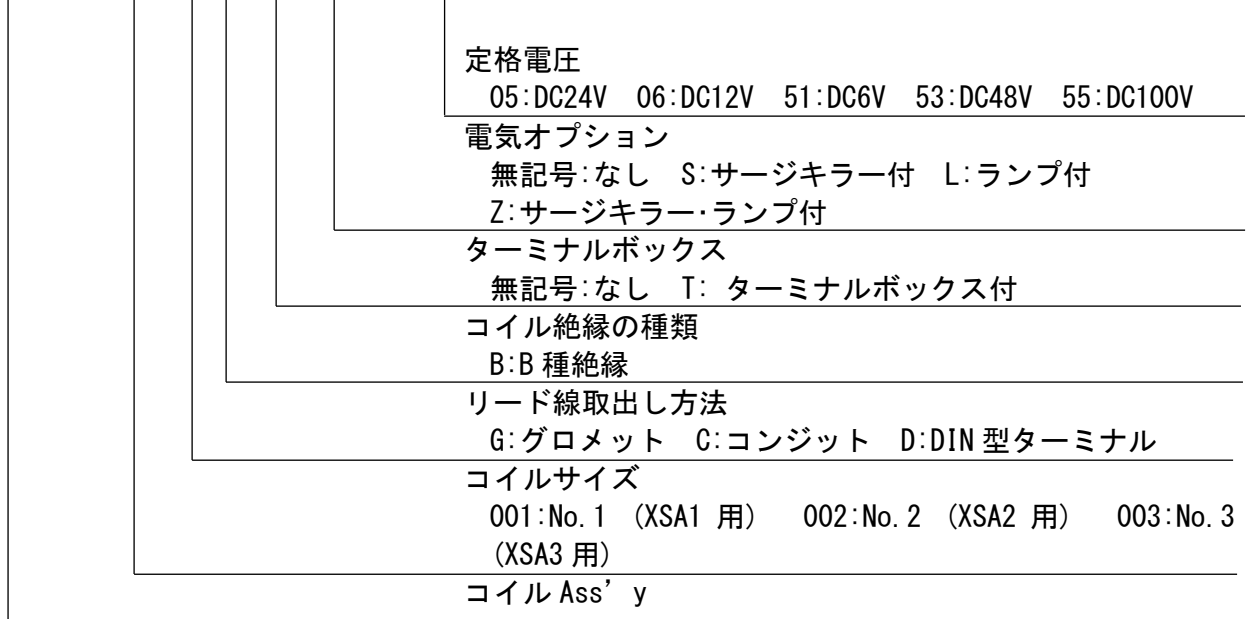 定格電圧
05:DC24V 06:DC12V 51:DC6V 53:DC48V 55:DC100V
電気オプション
無記号:なし S:サージキラー付 L:ランプ付
Z:サージキラー･ランプ付
ターミナルボックス
無記号:なし T: ターミナルボックス付
コイル絶縁の種類
B:B種絶縁
リード線取出し方法
G:グロメット C:コンジット D:DIN型ターミナル
コイルサイズ
001:No.1 (XSA1 用) 002:No.2 (XSA2 用) 003:No.3
(XSA3 用)
コイル Ass’y